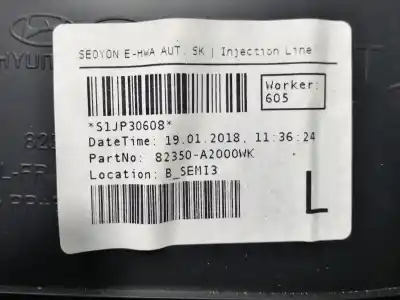 SEOYON E-HWA AUT. SK | Injection Line
Worker:
605
*S1JP30608*
DateTime: 19.01.2018, 11:36:24
PartNo: 82350-A2000WK
Location: B_SEMI3
L